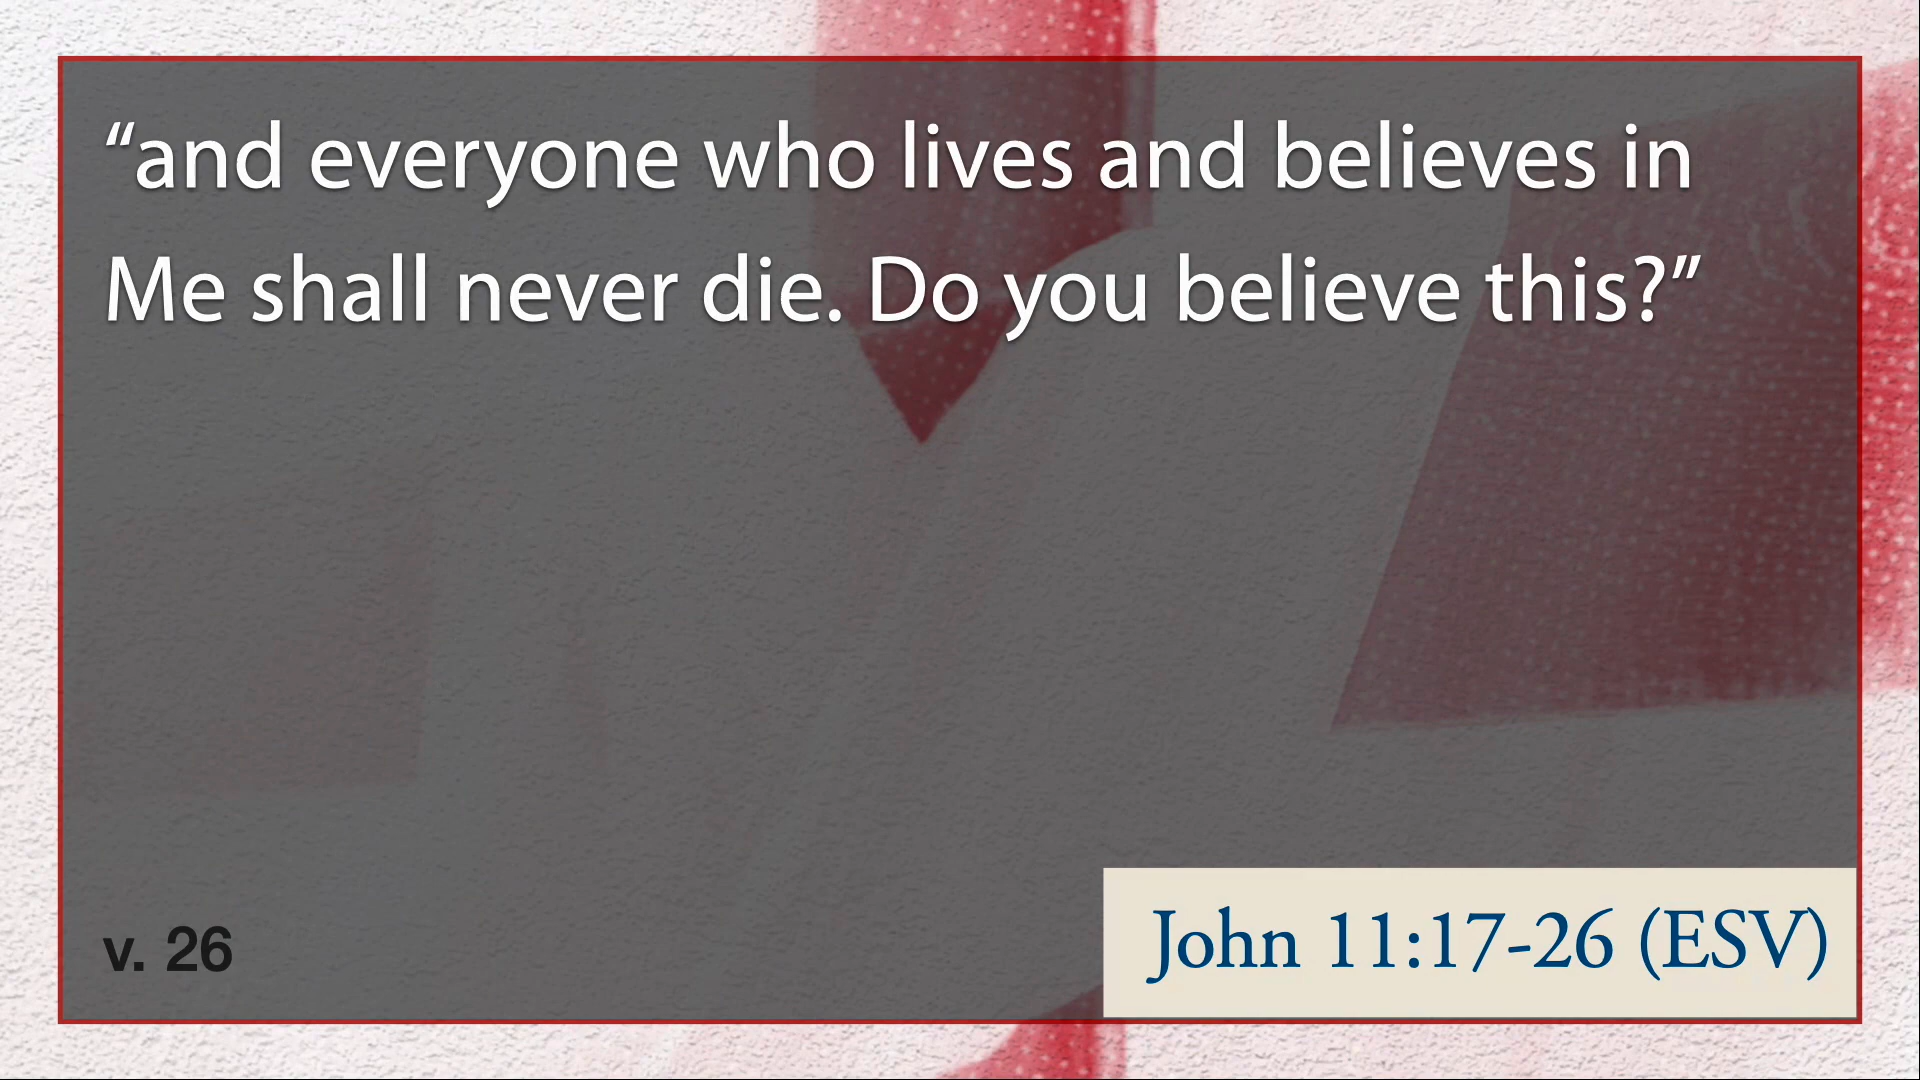 “and everyone who lives and believes in
Me shall never die. Do you believe this?”
v. 26
John 11:17-26 (ESV)